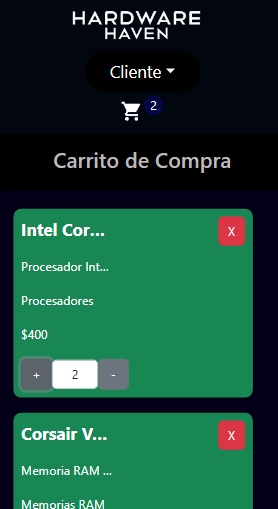 HARDWARE
HAVEN
Cliente
2
Carrito de Compra
Intel Cor...
X
Procesador Int...
Procesadores
$400
+ 2 -
Corsair V...
X
Memoria RAM ...
Memorias RAM